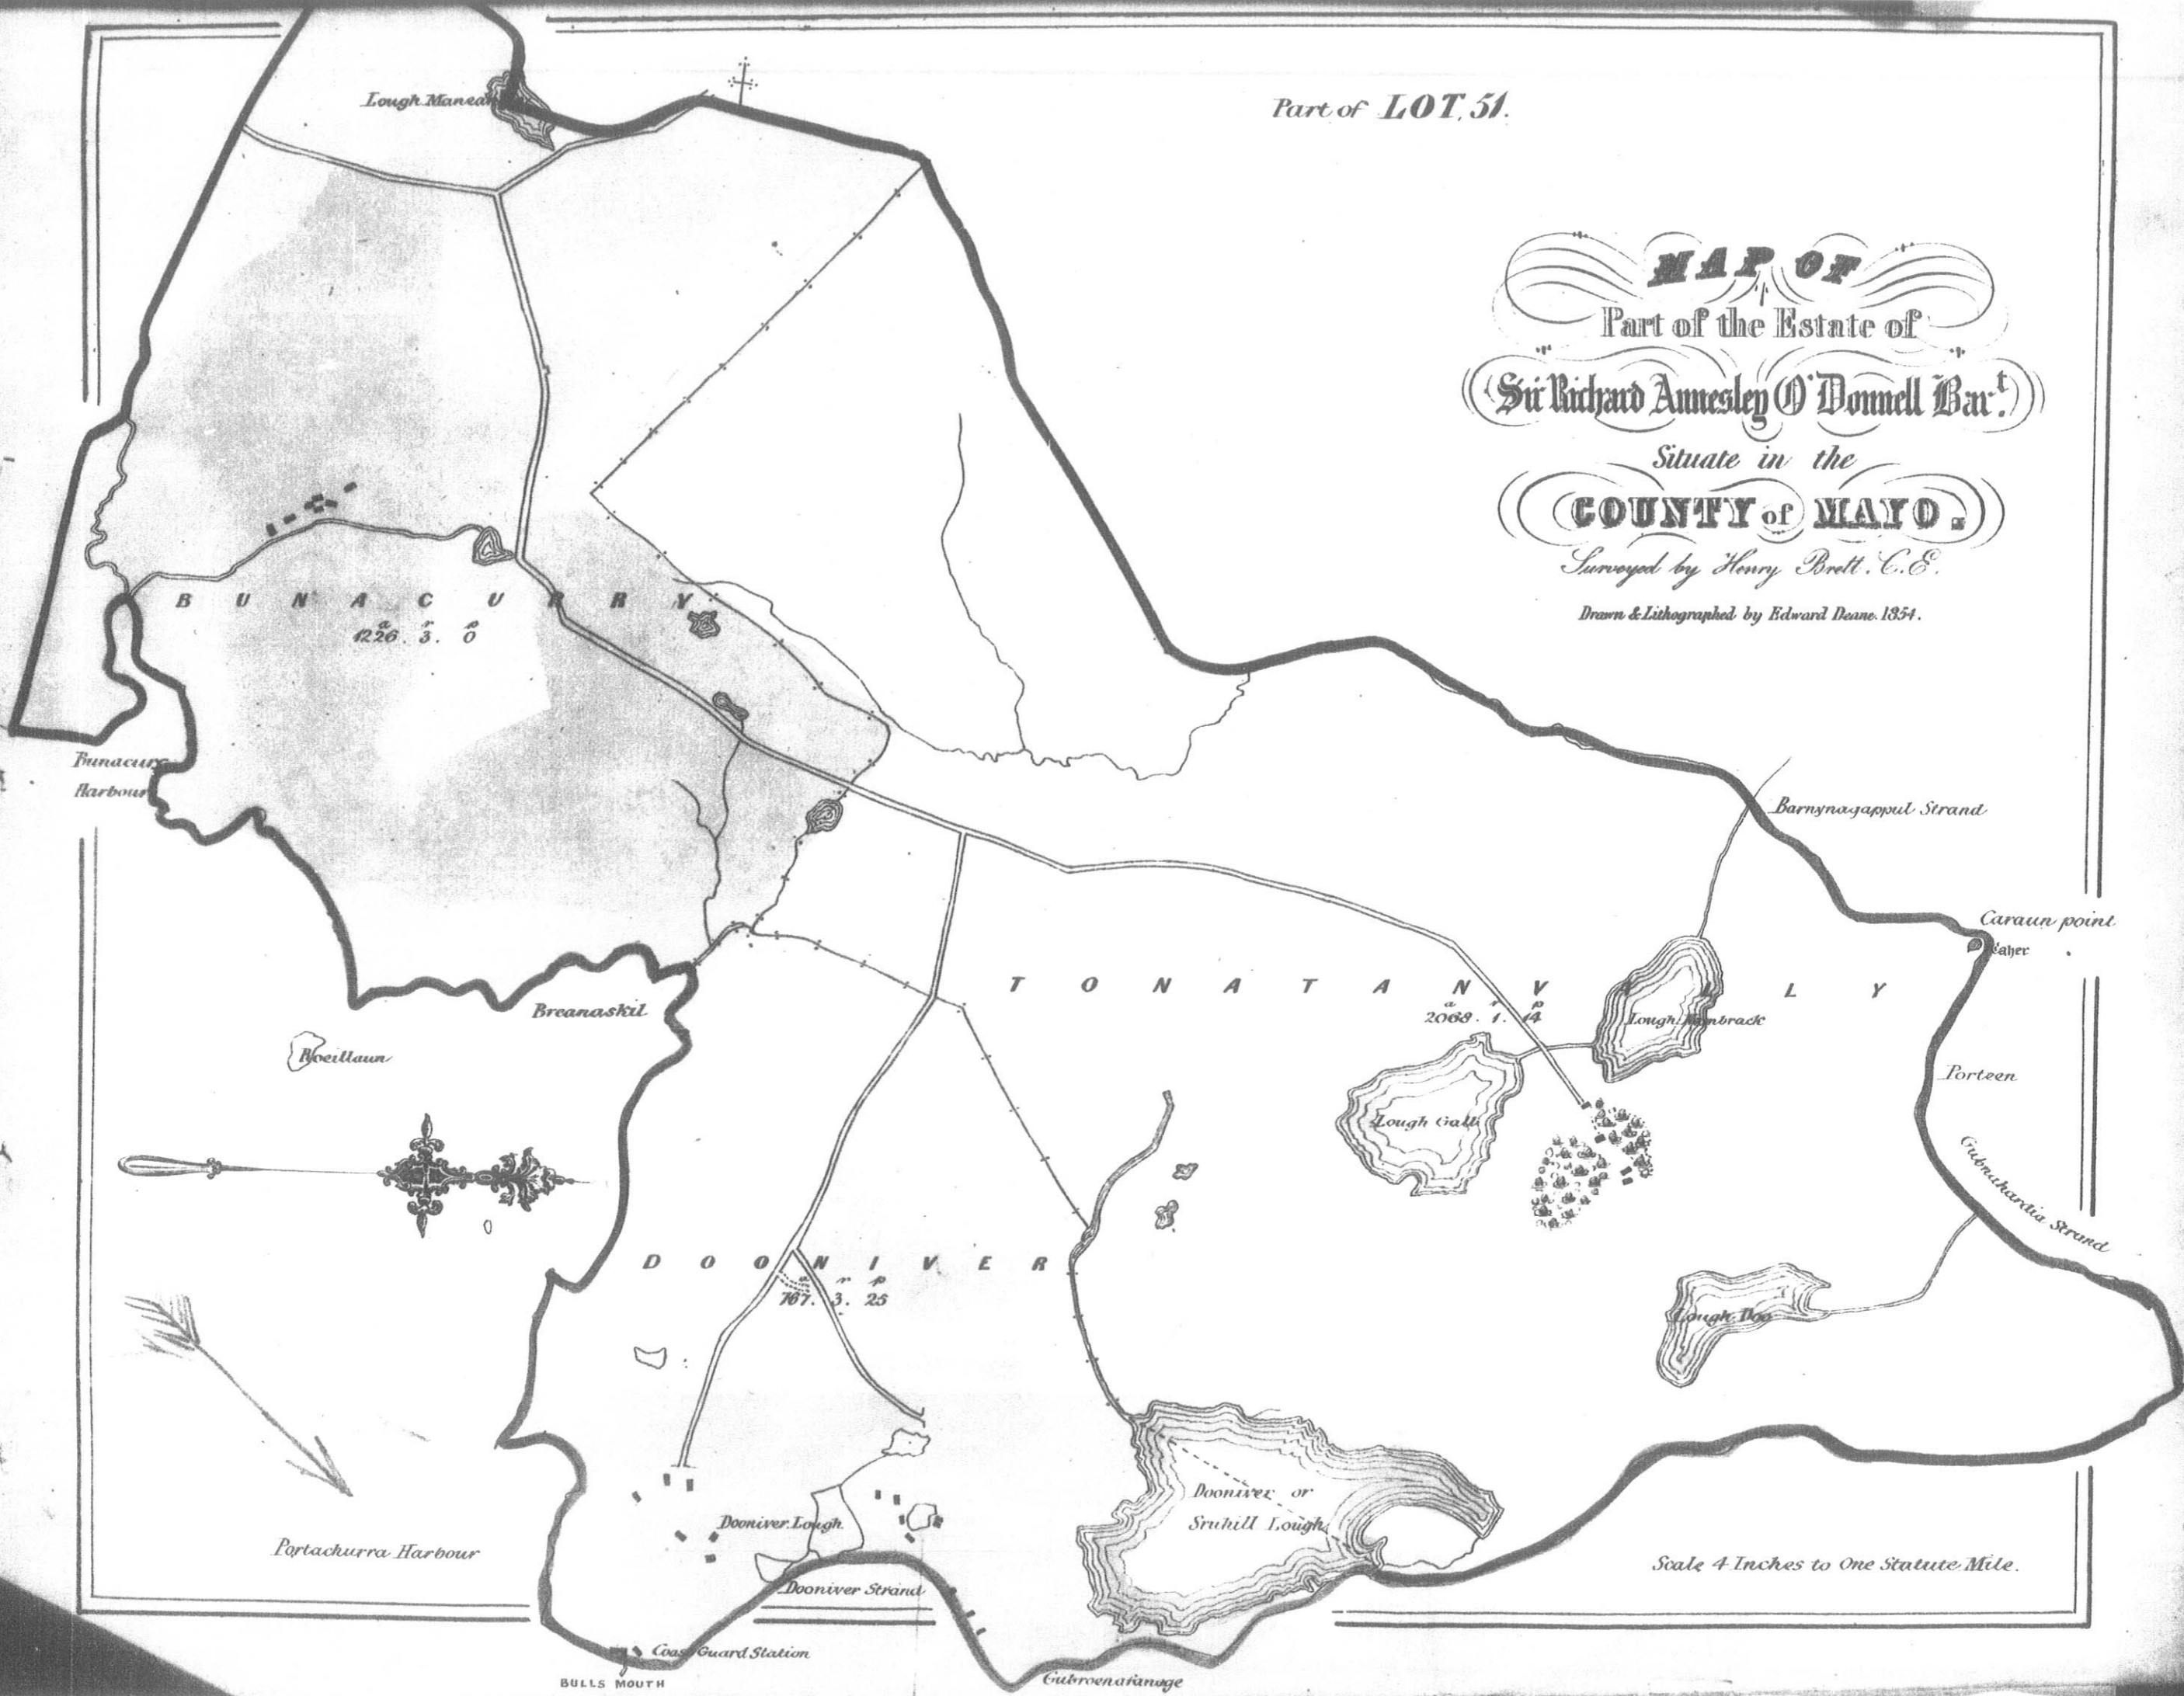 Part of LOT, 51.
MAP OF
Part of the Estate of
Sir Richard Annesley O'Donnell Bar.t
Situate in the
COUNTY of MAYO.
Surveyed by Henry Brett. C.E.
Drawn & Lithographed by Edward Deane. 1854.
Lough
BUNACURRY
a r p
1226. 3. 0
Bunacurry
Harbour
Barnynagappul Strand
Caraun point
Caher
TONATANVALLY
a r p
2068. 1. 14
Breanaskil
Roeillaun
Lough
Porteen
Lough Gall
Gubnahardia Strand
DOONIVER
a r p
767. 3. 25
Lough Doo
Dooniver or
Sruhill Lough
Dooniver Lough
Portachurra Harbour
Scale 4 Inches to One Statute Mile.
Dooniver Strand
Coast Guard Station
BULLS MOUTH